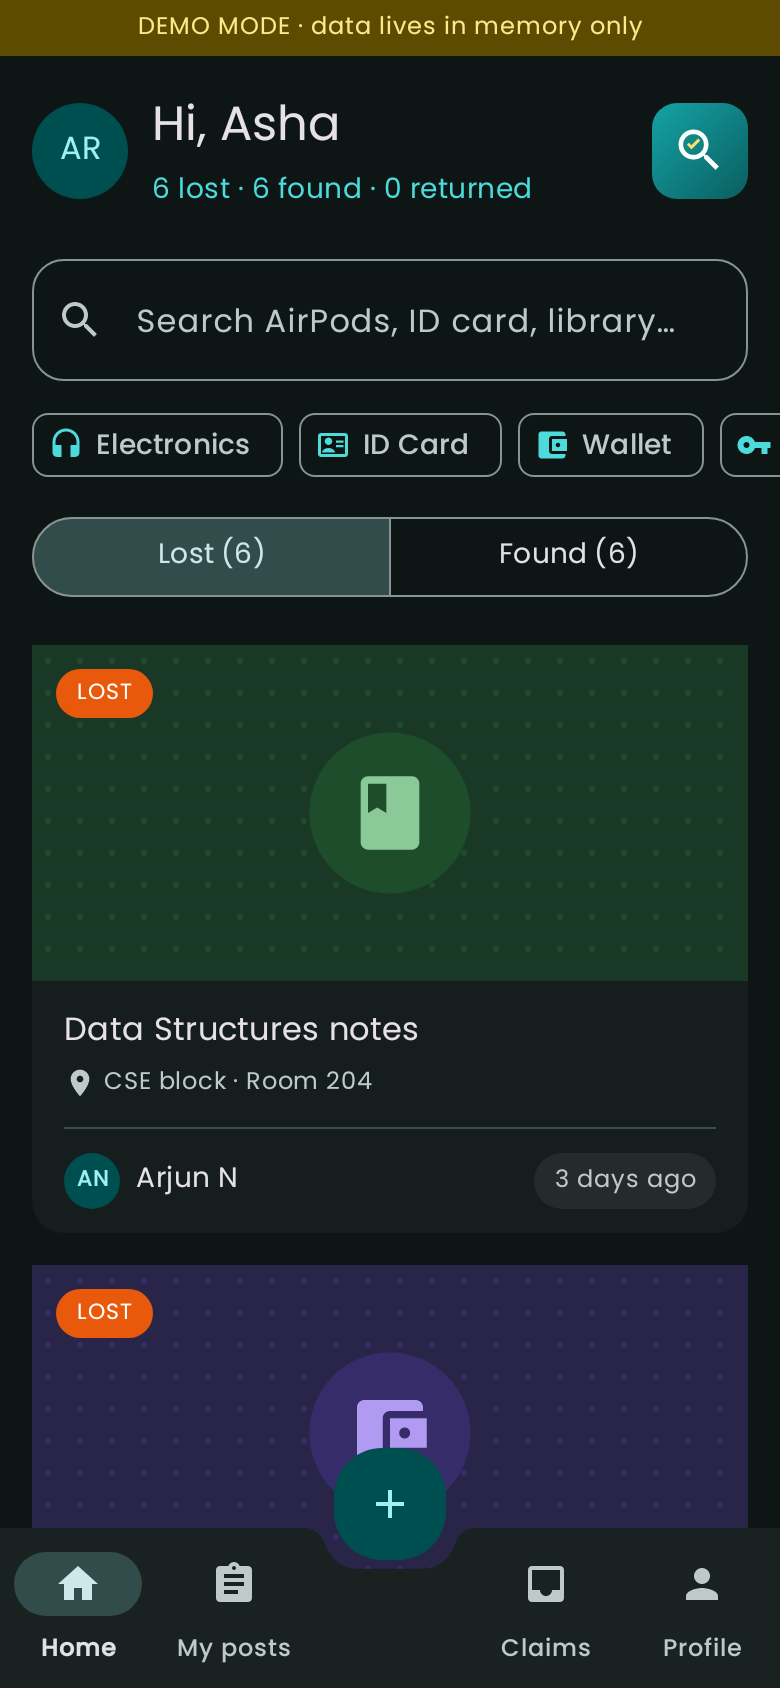 DEMO MODE · data lives in memory only
AR
Hi, Asha
6 lost · 6 found · 0 returned
Search AirPods, ID card, library…
Electronics
ID Card
Wallet
Lost (6)
Found (6)
LOST
Data Structures notes
CSE block · Room 204
AN
Arjun N
3 days ago
LOST
Home
My posts
Claims
Profile